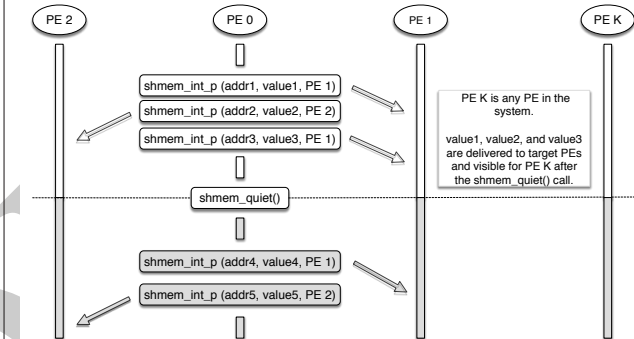 PE 2 PE 0 PE 1 PE K
shmem_int_p (addr1, value1, PE 1)
shmem_int_p (addr2, value2, PE 2)
shmem_int_p (addr3, value3, PE 1)
PE K is any PE in the
system.
value1, value2, and value3
are delivered to target PEs
and visible for PE K after
the shmem_quiet() call.
shmem_quiet()
shmem_int_p (addr4, value4, PE 1)
shmem_int_p (addr5, value5, PE 2)